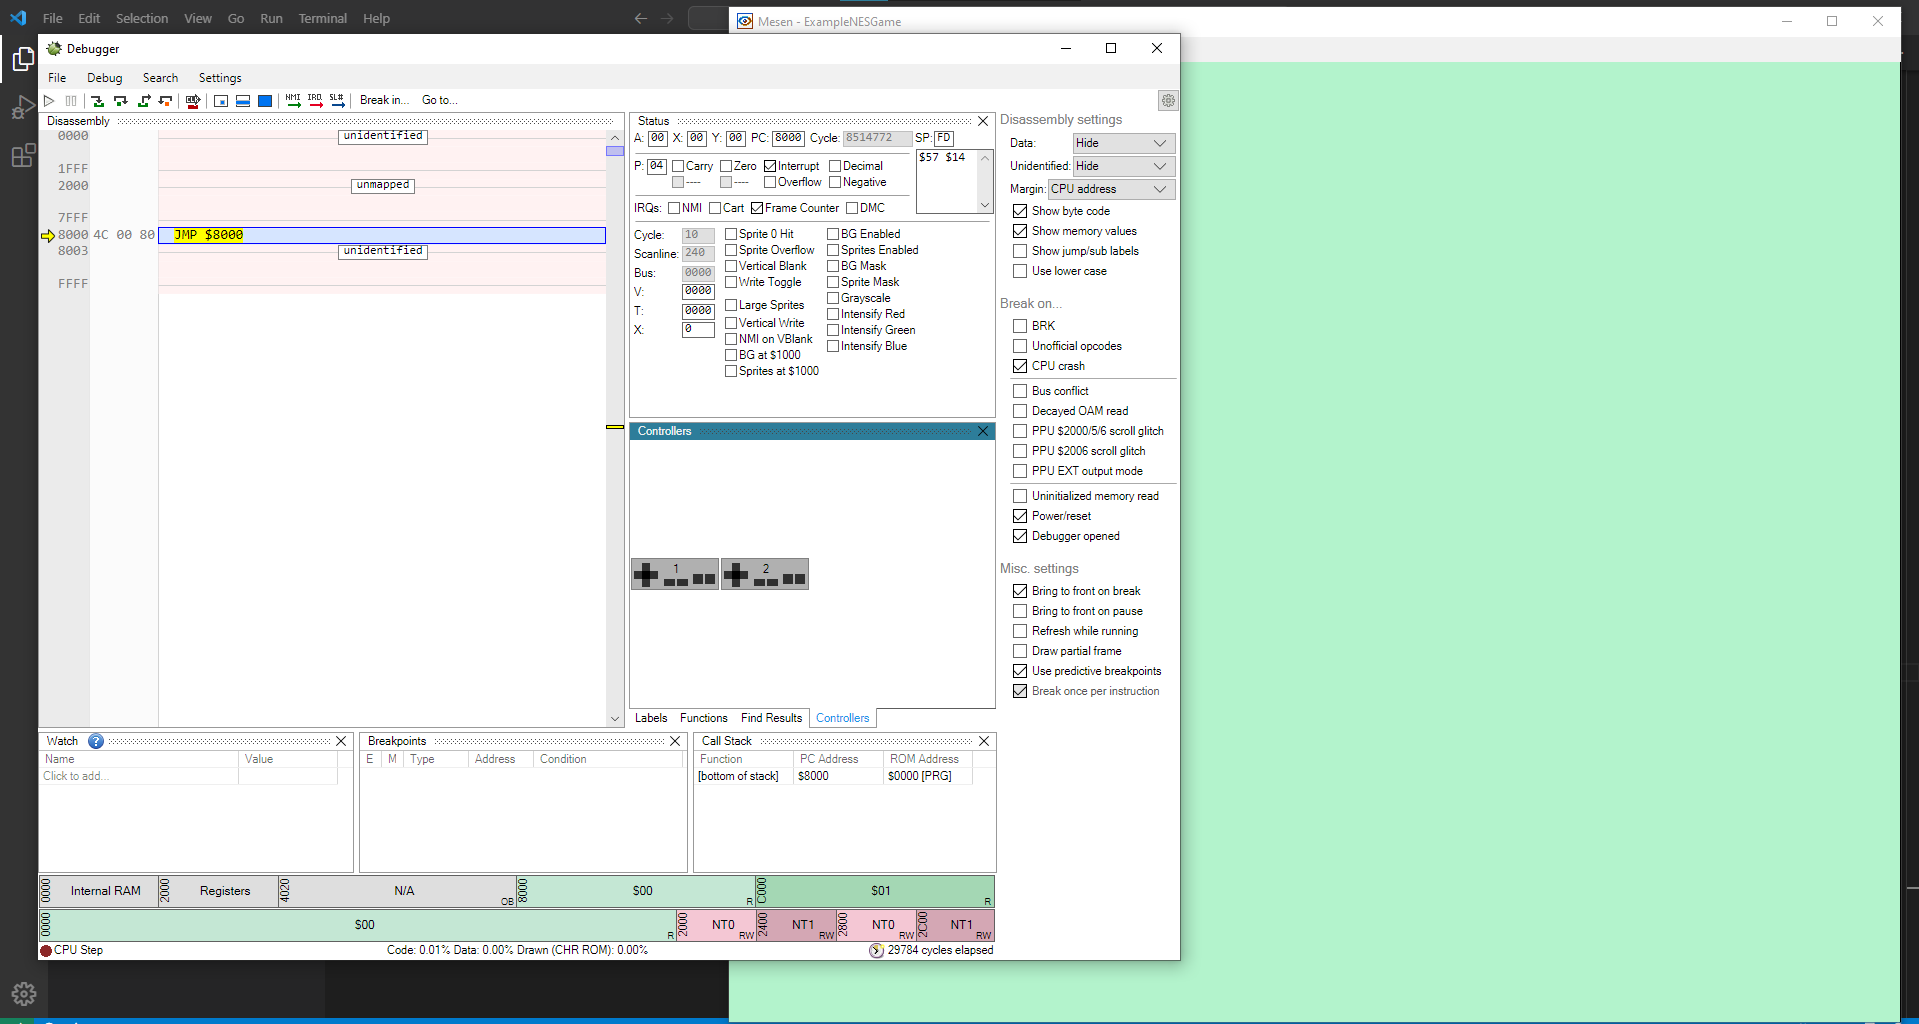 File Edit Selection View Go Run Terminal Help
Mesen - ExampleNESGame
Debugger
File Debug Search Settings
NMI IRQ SL# Break in... Go to...
Disassembly
0000 unidentified
1FFF
2000 unmapped
7FFF
8000 4C 00 80 JMP $8000
8003 unidentified
FFFF
Status
A: 00 X: 00 Y: 00 PC: 8000 Cycle: 8514772 SP: FD
$57 $14
P: 04 Carry Zero Interrupt Decimal
---- ---- Overflow Negative
IRQs: NMI Cart Frame Counter DMC
Cycle: 10
Scanline: 240
Bus: 0000
V: 0000
T: 0000
X: 0
Sprite 0 Hit
Sprite Overflow
Vertical Blank
Write Toggle
Large Sprites
Vertical Write
NMI on VBlank
BG at $1000
Sprites at $1000
BG Enabled
Sprites Enabled
BG Mask
Sprite Mask
Grayscale
Intensify Red
Intensify Green
Intensify Blue
Controllers
1 2
Labels Functions Find Results Controllers
Disassembly settings
Data: Hide
Unidentified: Hide
Margin: CPU address
Show byte code
Show memory values
Show jump/sub labels
Use lower case
Break on...
BRK
Unofficial opcodes
CPU crash
Bus conflict
Decayed OAM read
PPU $2000/5/6 scroll glitch
PPU $2006 scroll glitch
PPU EXT output mode
Uninitialized memory read
Power/reset
Debugger opened
Misc. settings
Bring to front on break
Bring to front on pause
Refresh while running
Draw partial frame
Use predictive breakpoints
Break once per instruction
Watch ?
Name Value
Click to add...
Breakpoints
E M Type Address Condition
Call Stack
Function PC Address ROM Address
[bottom of stack] $8000 $0000 [PRG]
0000 Internal RAM 2000 Registers 4020 N/A OB 8000 $00 R C000 $01 R
0000 $00 R 2000 NT0 RW 2400 NT1 RW 2800 NT0 RW 2C00 NT1 RW
CPU Step Code: 0.01% Data: 0.00% Drawn (CHR ROM): 0.00% 29784 cycles elapsed